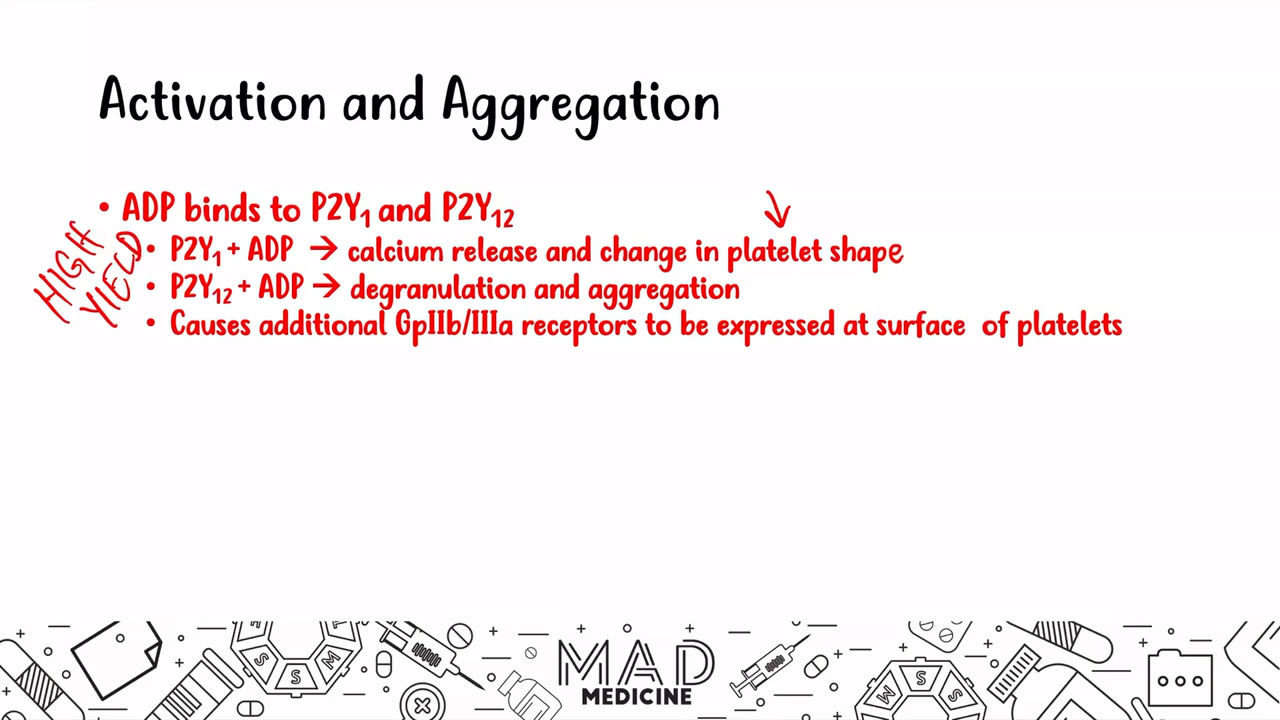 Activation and Aggregation
• ADP binds to P2Y₁ and P2Y₁₂
HIGH YIELD
• P2Y₁ + ADP → calcium release and change in platelet shape
• P2Y₁₂ + ADP → degranulation and aggregation
• Causes additional GpIIb/IIIa receptors to be expressed at surface of platelets
S S M
MAD
MEDICINE
M S S